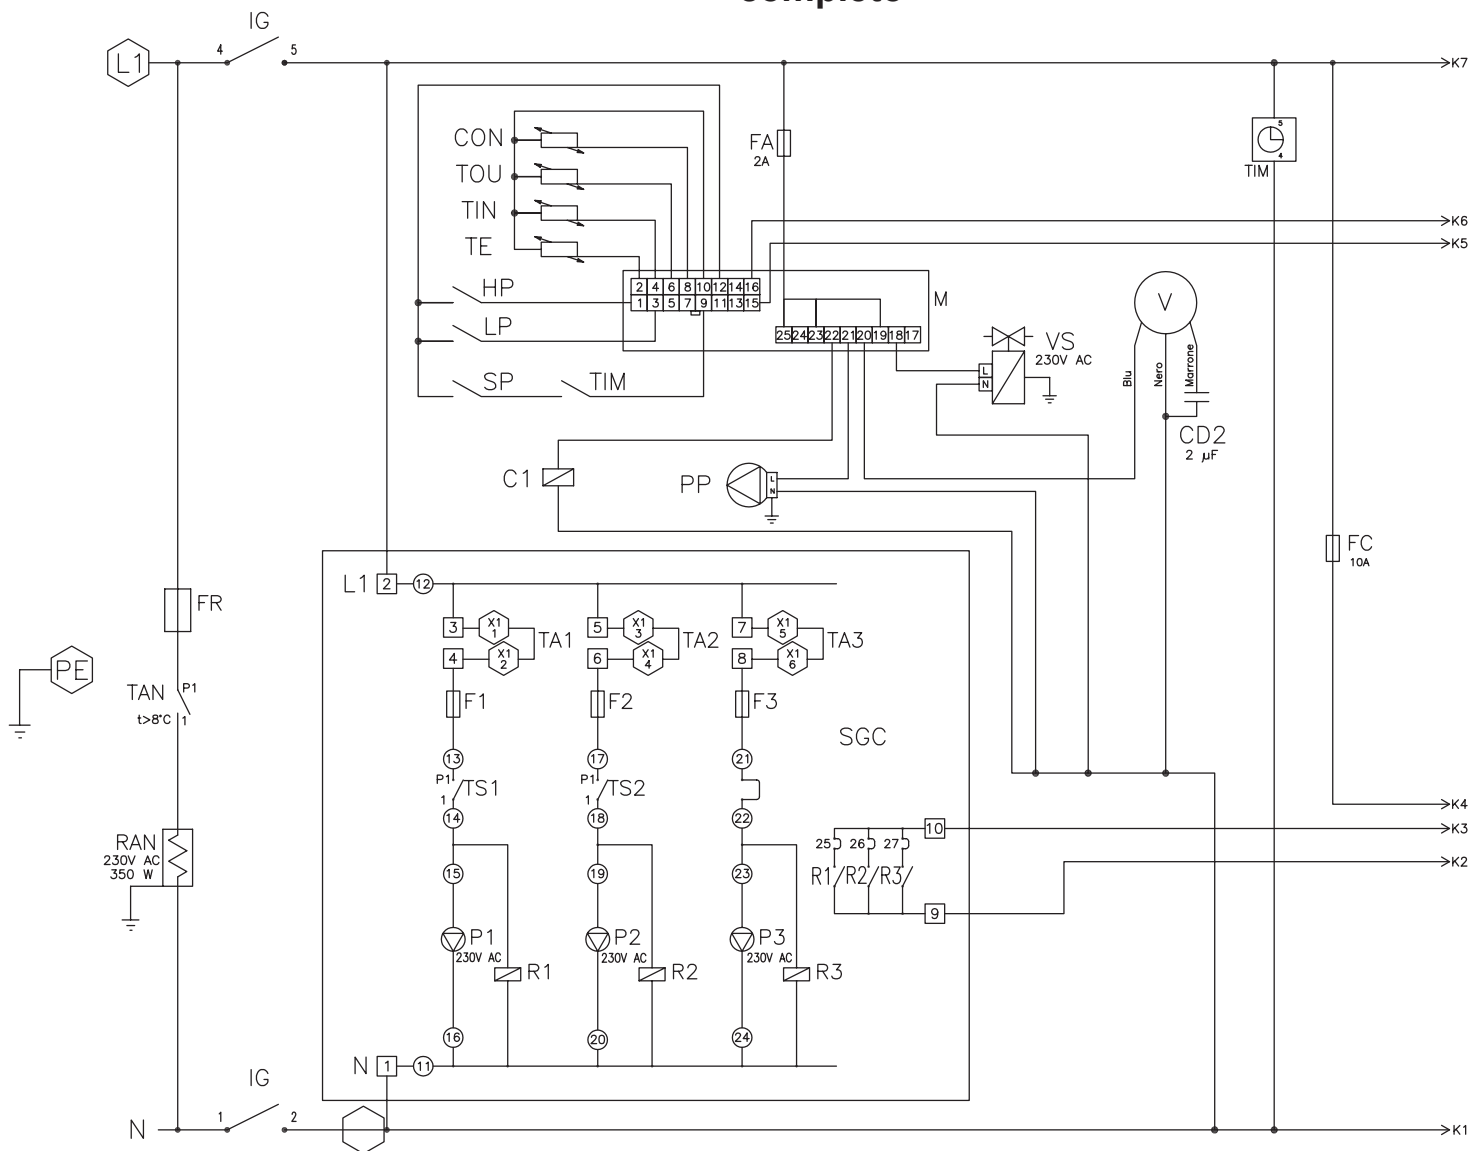 IG
4 5
L1
K7
CON
TOU
TIN
TE
FA
2A
5
4
TIM
K6
K5
HP
LP
SP TIM
2 4 6 8 10 12 14 16
1 3 5 7 9 11 13 15
M
25 24 23 22 21 20 19 18 17
VS
230V AC
L
N
V
Blu
Nero
Marrone
CD2
2 µF
C1
PP
L
N
FC
10A
L1 2 12
3 X1 1 TA1
4 X1 2
5 X1 3 TA2
6 X1 4
7 X1 5 TA3
8 X1 6
F1 F2 F3
SGC
13 17 21
P1 TS1
1
P1 TS2
1
14 18 22
15 19 23
P1
230V AC
P2
230V AC
P3
230V AC
R1 R2 R3
16 20 24
N 1 11
25 26 27
10
R1 R2 R3
9
K4
K3
K2
FR
PE
TAN P1
t>8°C 1
RAN
230V AC
350 W
IG
N 1 2
K1